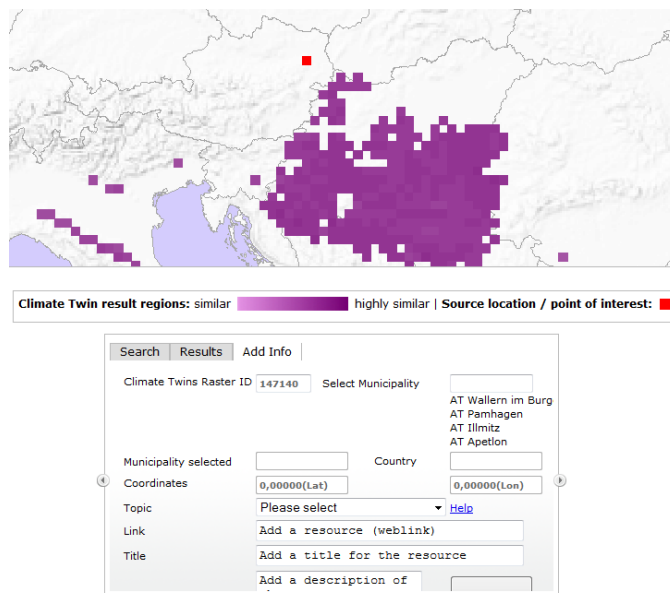 Climate Twin result regions: similar highly similar | Source location / point of interest:
Search Results Add Info
Climate Twins Raster ID 147140 Select Municipality
AT Wallern im Burg
AT Pamhagen
AT Illmitz
AT Apetlon
Municipality selected Country
Coordinates 0,00000(Lat) 0,00000(Lon)
Topic Please select Help
Link Add a resource (weblink)
Title Add a title for the resource
Add a description of